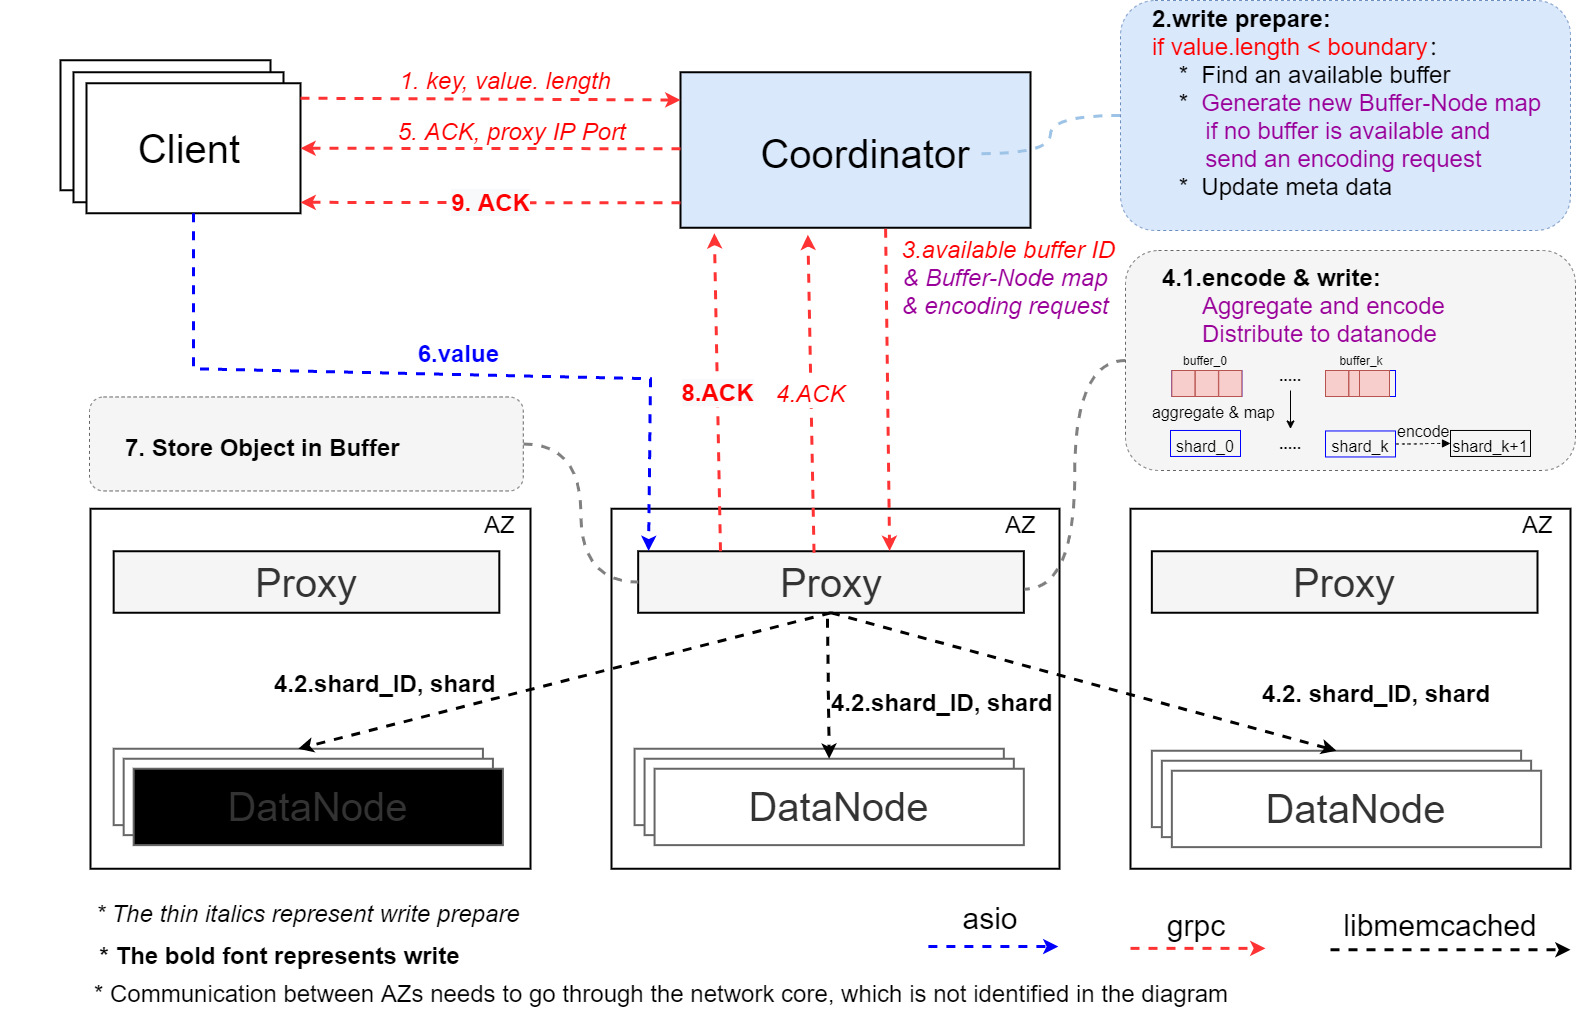 2.write prepare:
if value.length < boundary:
* Find an available buffer
* Generate new Buffer-Node map
if no buffer is available and
send an encoding request
* Update meta data
1. key, value. length
5. ACK, proxy IP Port
9. ACK
Client
Coordinator
3.available buffer ID
& Buffer-Node map
& encoding request
4.1.encode & write:
Aggregate and encode
Distribute to datanode
buffer_0
buffer_k
.....
aggregate & map
shard_0
.....
shard_k
encode
shard_k+1
6.value
8.ACK
4.ACK
7. Store Object in Buffer
AZ
AZ
AZ
Proxy
Proxy
Proxy
4.2.shard_ID, shard
4.2.shard_ID, shard
4.2. shard_ID, shard
DataNode
DataNode
DataNode
* The thin italics represent write prepare
* The bold font represents write
* Communication between AZs needs to go through the network core, which is not identified in the diagram
asio
grpc
libmemcached